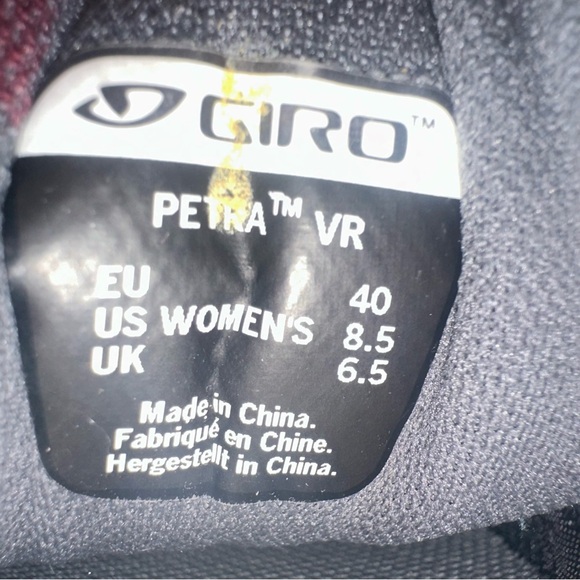 GIRO™
PETRA™ VR
EU 40
US WOMEN'S 8.5
UK 6.5
Made in China.
Fabriqué en Chine.
Hergestellt in China.